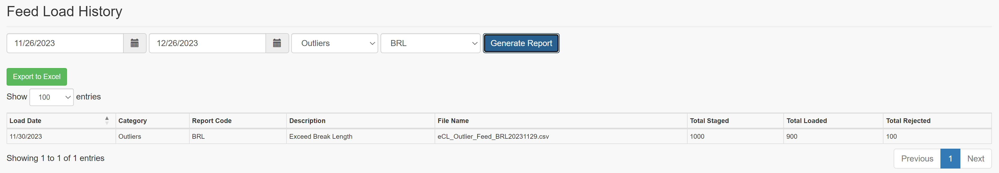 Feed Load History
11/26/2023 12/26/2023 Outliers BRL Generate Report
Export to Excel
Show 100 entries
Load Date Category Report Code Description File Name Total Staged Total Loaded Total Rejected
11/30/2023 Outliers BRL Exceed Break Length eCL_Outlier_Feed_BRL20231129.csv 1000 900 100
Showing 1 to 1 of 1 entries Previous 1 Next